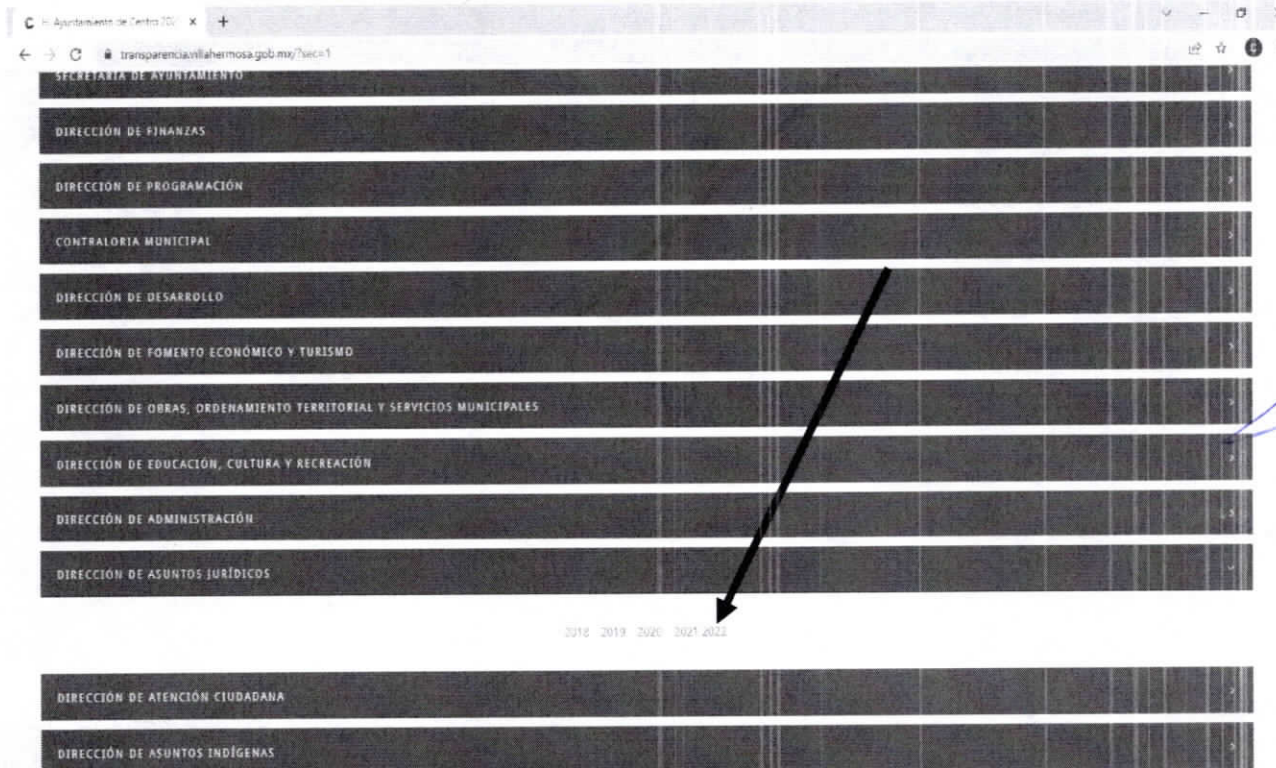 H. Ayuntamiento de Centro 202
transparencia.villahermosa.gob.mx/?sec=1
SECRETARÍA DE AYUNTAMIENTO
DIRECCIÓN DE FINANZAS
DIRECCIÓN DE PROGRAMACIÓN
CONTRALORIA MUNICIPAL
DIRECCIÓN DE DESARROLLO
DIRECCIÓN DE FOMENTO ECONÓMICO Y TURISMO
DIRECCIÓN DE OBRAS, ORDENAMIENTO TERRITORIAL Y SERVICIOS MUNICIPALES
DIRECCIÓN DE EDUCACIÓN, CULTURA Y RECREACIÓN
DIRECCIÓN DE ADMINISTRACIÓN
DIRECCIÓN DE ASUNTOS JURÍDICOS
2018 2019 2020 2021 2022
DIRECCIÓN DE ATENCIÓN CIUDADANA
DIRECCIÓN DE ASUNTOS INDÍGENAS